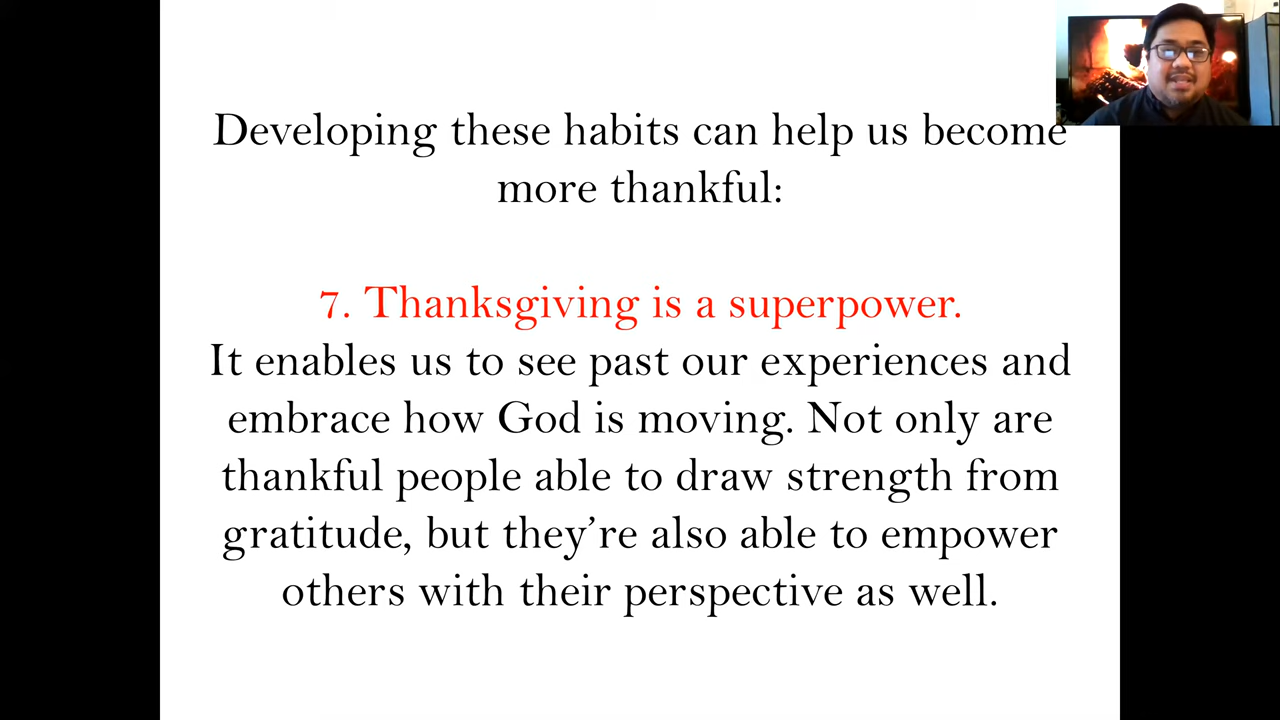 Developing these habits can help us become
more thankful:
7. Thanksgiving is a superpower.
It enables us to see past our experiences and
embrace how God is moving. Not only are
thankful people able to draw strength from
gratitude, but they’re also able to empower
others with their perspective as well.